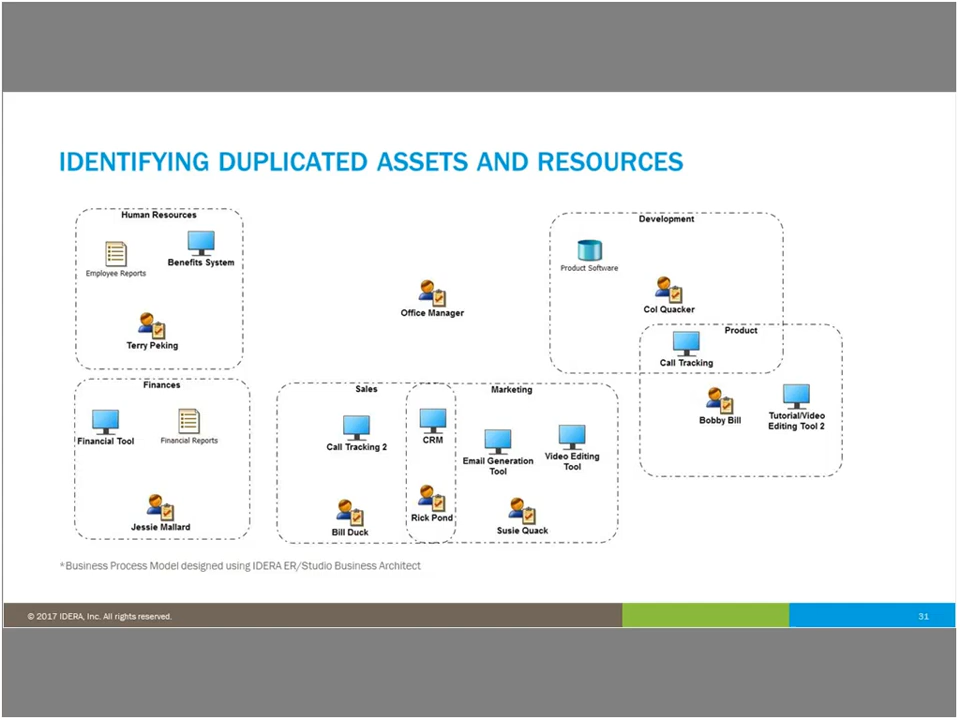 IDENTIFYING DUPLICATED ASSETS AND RESOURCES
Human Resources
Employee Reports
Benefits System
Terry Peking
Office Manager
Development
Product Software
Col Quacker
Product
Call Tracking
Bobby Bill
Tutorial/Video
Editing Tool 2
Finances
Financial Tool
Financial Reports
Jessie Mallard
Sales
Call Tracking 2
Bill Duck
CRM
Rick Pond
Marketing
Email Generation
Tool
Video Editing
Tool
Susie Quack
*Business Process Model designed using IDERA ER/Studio Business Architect
© 2017 IDERA, Inc. All rights reserved.
31